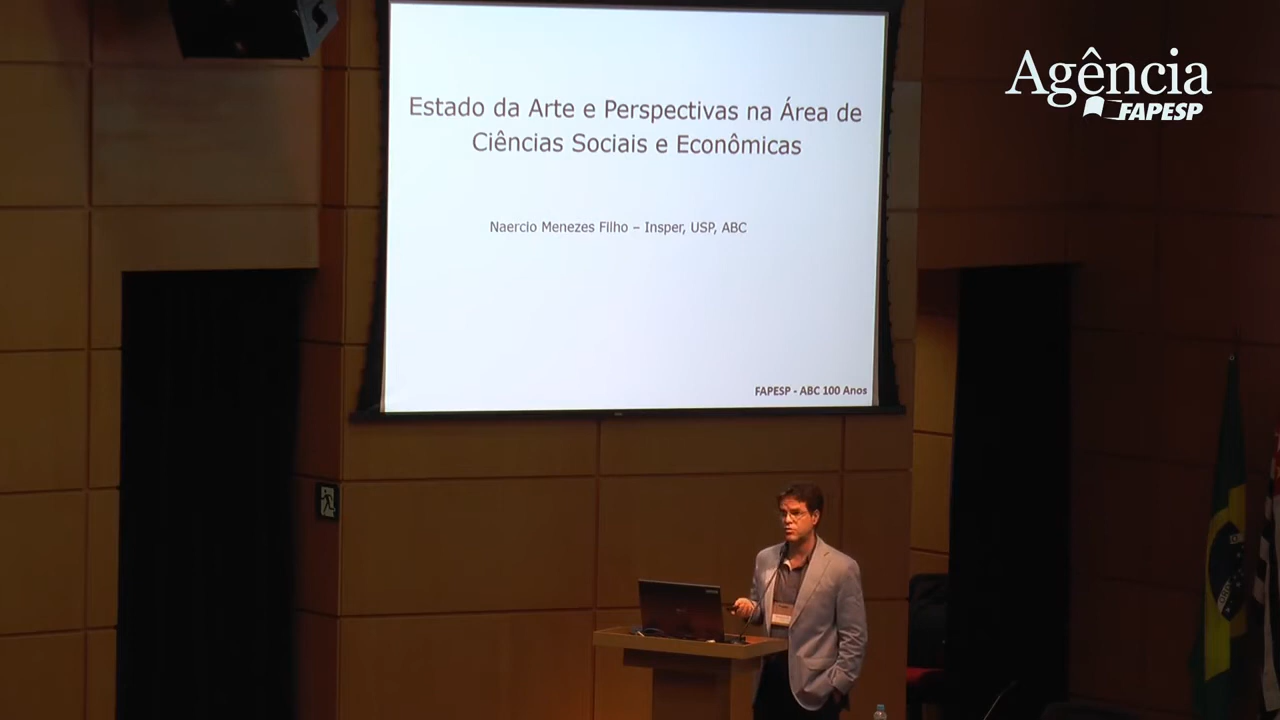 Estado da Arte e Perspectivas na Área de
Ciências Sociais e Econômicas
Naercio Menezes Filho – Insper, USP, ABC
FAPESP - ABC 100 Anos
Agência
FAPESP